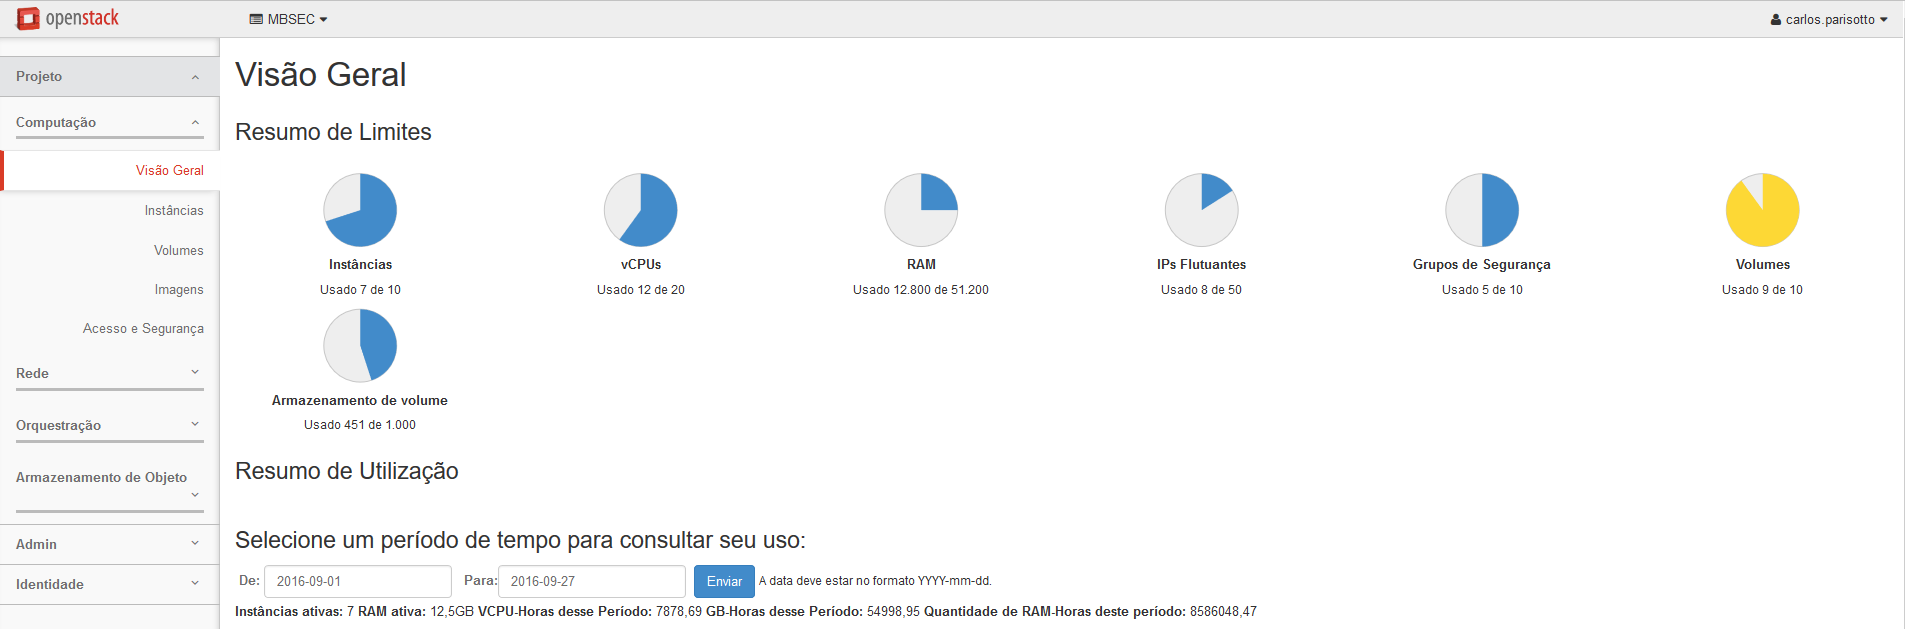 openstack
MBSEC
carlos.parisotto
Projeto
Computação
Visão Geral
Instâncias
Volumes
Imagens
Acesso e Segurança
Rede
Orquestração
Armazenamento de Objeto
Admin
Identidade
Visão Geral
Resumo de Limites
Instâncias
Usado 7 de 10
vCPUs
Usado 12 de 20
RAM
Usado 12.800 de 51.200
IPs Flutuantes
Usado 8 de 50
Grupos de Segurança
Usado 5 de 10
Volumes
Usado 9 de 10
Armazenamento de volume
Usado 451 de 1.000
Resumo de Utilização
Selecione um período de tempo para consultar seu uso:
De: 2016-09-01 Para: 2016-09-27 Enviar A data deve estar no formato YYYY-mm-dd.
Instâncias ativas: 7 RAM ativa: 12,5GB VCPU-Horas desse Período: 7878,69 GB-Horas desse Período: 54998,95 Quantidade de RAM-Horas deste período: 8586048,47